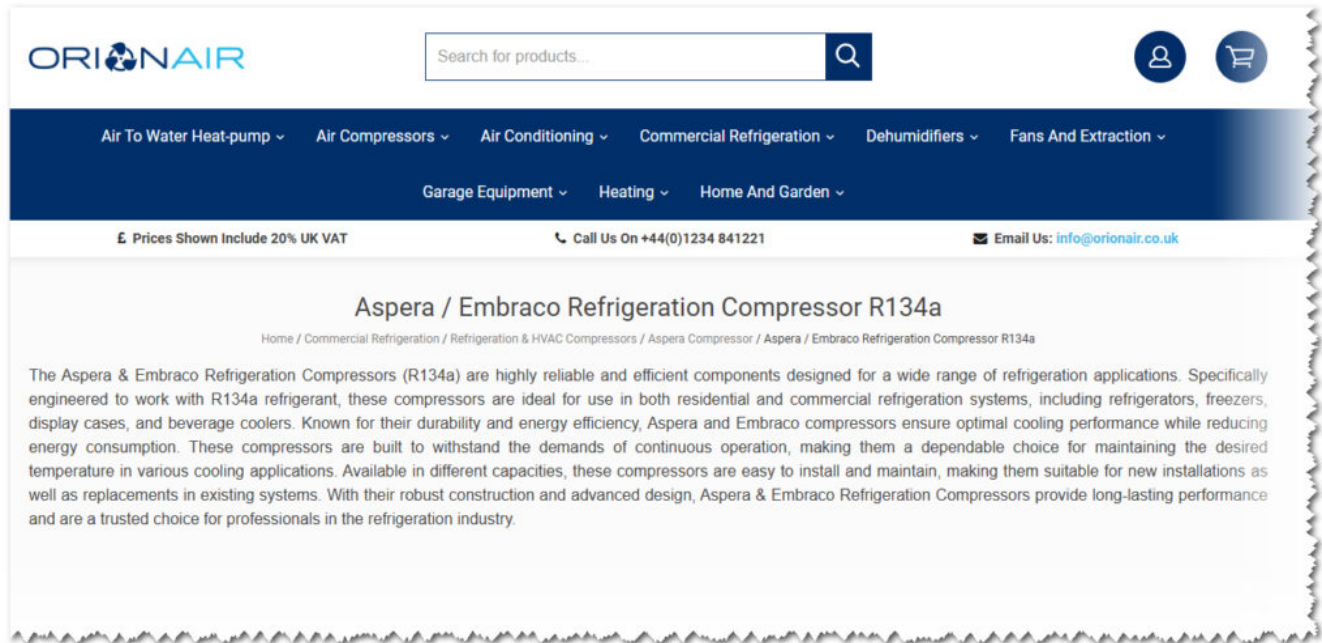 ORIONAIR
Search for products...
Air To Water Heat-pump Air Compressors Air Conditioning Commercial Refrigeration Dehumidifiers Fans And Extraction
Garage Equipment Heating Home And Garden
£ Prices Shown Include 20% UK VAT Call Us On +44(0)1234 841221 Email Us: info@orionair.co.uk
Aspera / Embraco Refrigeration Compressor R134a
Home / Commercial Refrigeration / Refrigeration & HVAC Compressors / Aspera Compressor / Aspera / Embraco Refrigeration Compressor R134a
The Aspera & Embraco Refrigeration Compressors (R134a) are highly reliable and efficient components designed for a wide range of refrigeration applications. Specifically
engineered to work with R134a refrigerant, these compressors are ideal for use in both residential and commercial refrigeration systems, including refrigerators, freezers,
display cases, and beverage coolers. Known for their durability and energy efficiency, Aspera and Embraco compressors ensure optimal cooling performance while reducing
energy consumption. These compressors are built to withstand the demands of continuous operation, making them a dependable choice for maintaining the desired
temperature in various cooling applications. Available in different capacities, these compressors are easy to install and maintain, making them suitable for new installations as
well as replacements in existing systems. With their robust construction and advanced design, Aspera & Embraco Refrigeration Compressors provide long-lasting performance
and are a trusted choice for professionals in the refrigeration industry.